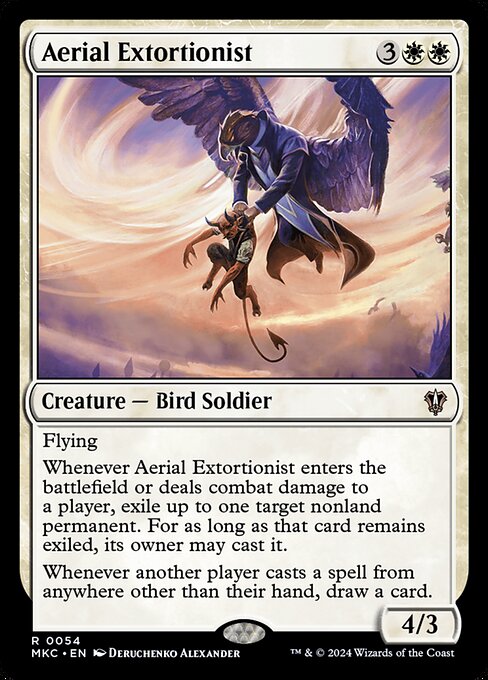 Aerial Extortionist 3
Creature — Bird Soldier
Flying
Whenever Aerial Extortionist enters the
battlefield or deals combat damage to
a player, exile up to one target nonland
permanent. For as long as that card remains
exiled, its owner may cast it.
Whenever another player casts a spell from
anywhere other than their hand, draw a card.
4/3
R 0054
MKC • EN Deruchenko Alexander ™ & © 2024 Wizards of the Coast